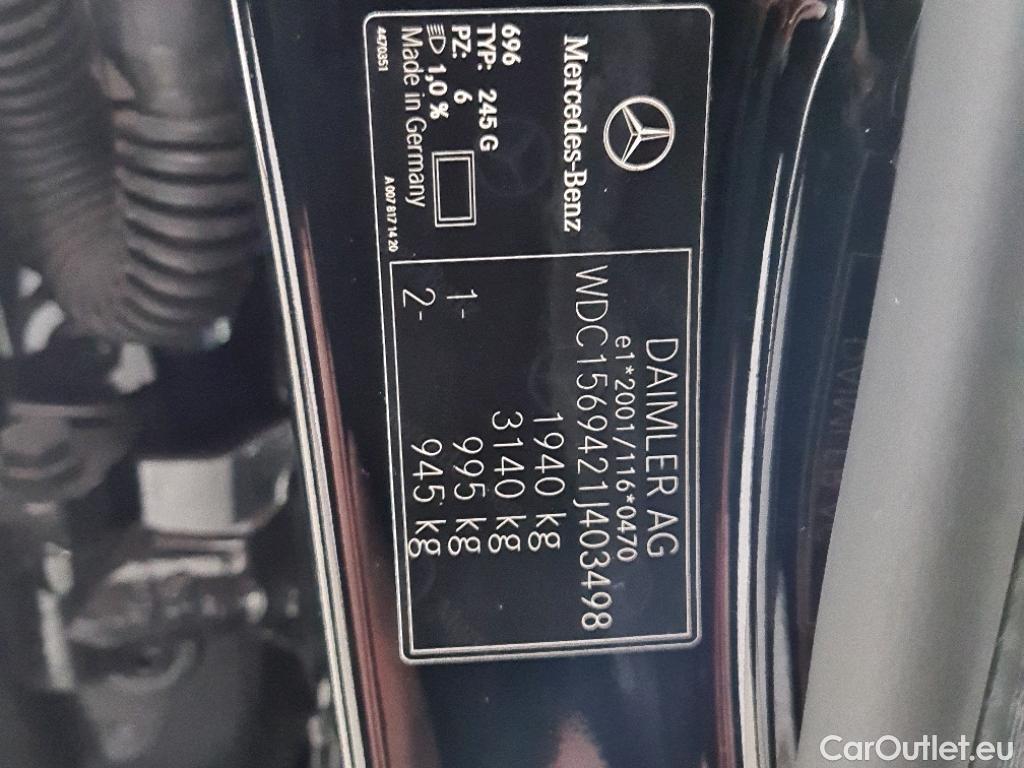 Mercedes-Benz
DAIMLER AG
e1*2001/116*0470
WDC1569421J403498
1940 kg
3140 kg
1- 995 kg
2- 945 kg
696
TYP: 245 G
PZ: 6
1,0 %
Made in Germany
4470351
A 007 817 14 20
CarOutlet.eu